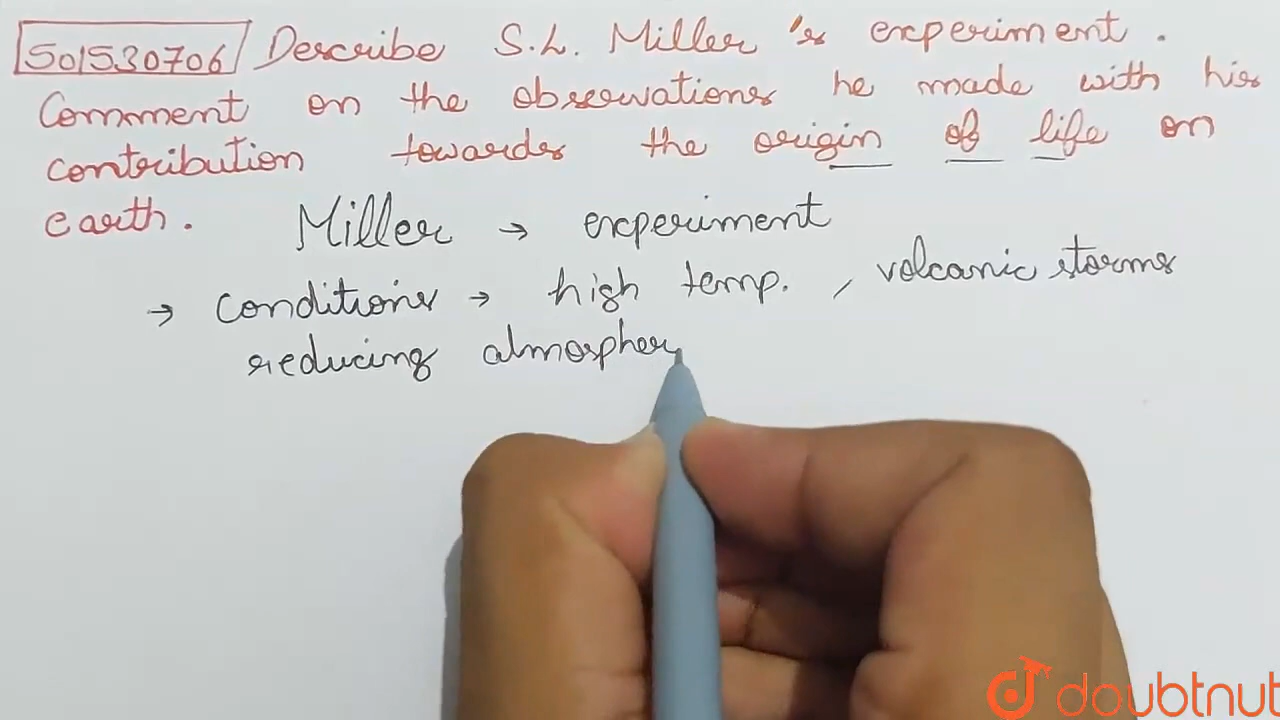 501530706 Describe S.L. Miller's experiment.
Comment on the observations he made with his
contribution towards the origin of life on
earth.
Miller → experiment
→ conditions → high temp. , volcanic storms
reducing atmospher
doubtnut